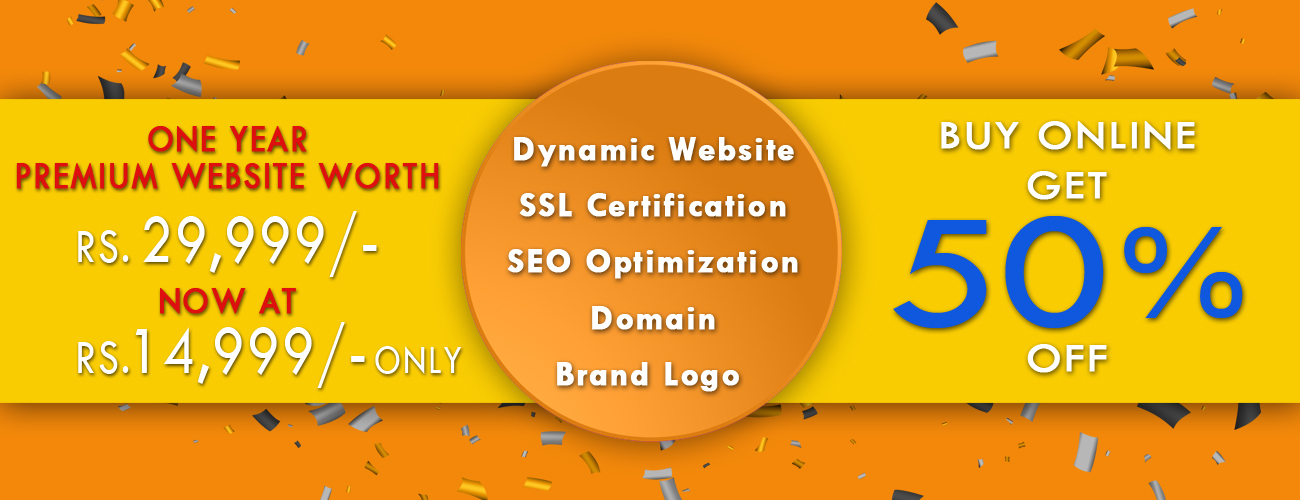 ONE YEAR
PREMIUM WEBSITE WORTH
RS. 29,999/-
NOW AT
RS.14,999/- ONLY
Dynamic Website
SSL Certification
SEO Optimization
Domain
Brand Logo
BUY ONLINE
GET
50%
OFF